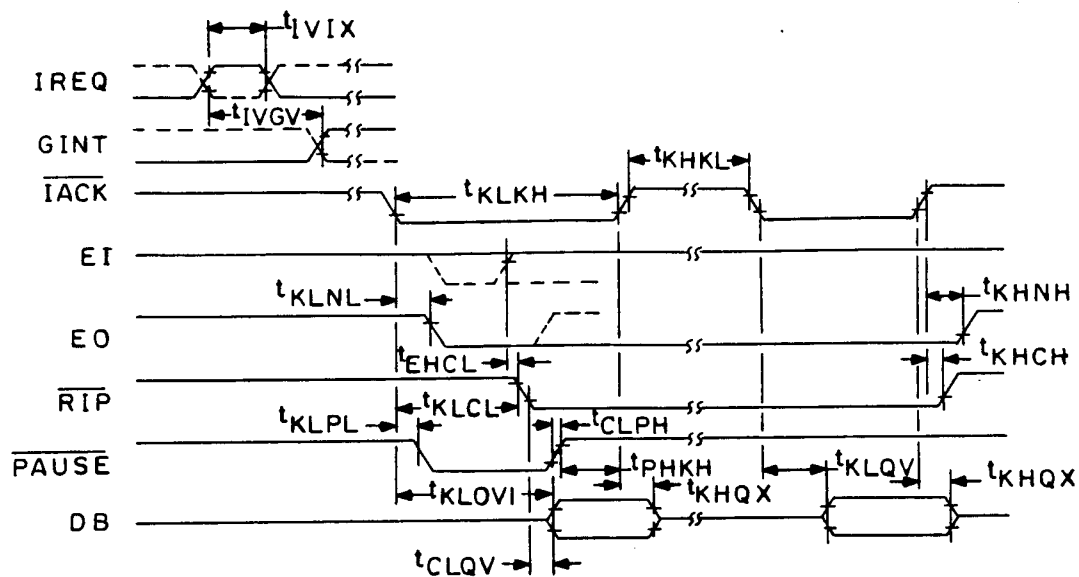 tIVIX
IREQ
tIVGV
GINT
IACK
tKLKH
tKHKL
EI
tKLNL
tKHNH
EO
tEHCL
tKHCH
RIP
tKLCL
tKLPL
tCLPH
PAUSE
tPHKH
tKLQV
tKLOVI
tKHQX
tKHQX
DB
tCLQV